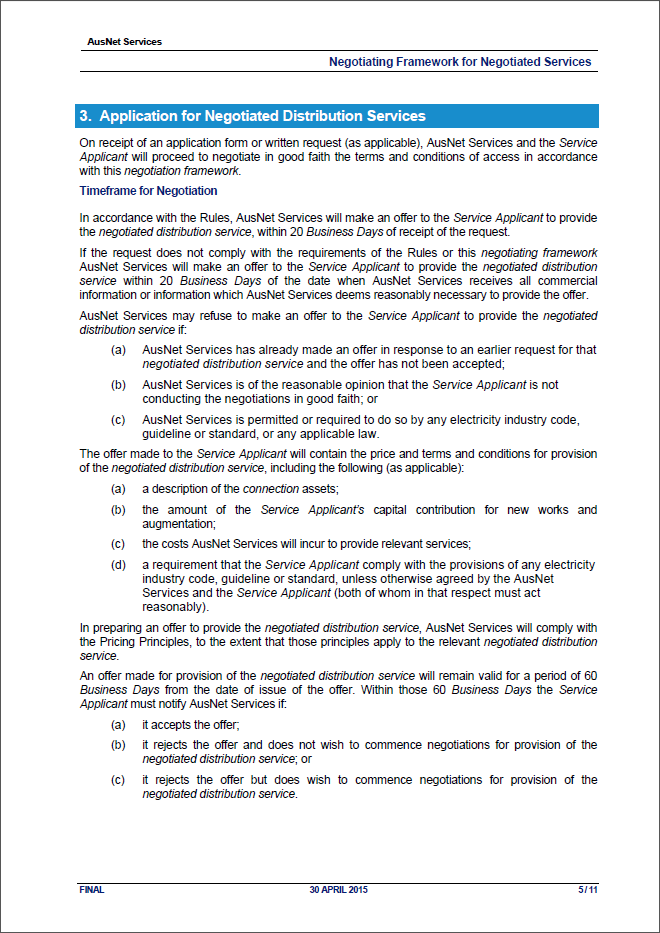 AusNet Services
Negotiating Framework for Negotiated Services
3. Application for Negotiated Distribution Services
On receipt of an application form or written request (as applicable), AusNet Services and the Service
Applicant will proceed to negotiate in good faith the terms and conditions of access in accordance
with this negotiation framework.
Timeframe for Negotiation
In accordance with the Rules, AusNet Services will make an offer to the Service Applicant to provide
the negotiated distribution service, within 20 Business Days of receipt of the request.
If the request does not comply with the requirements of the Rules or this negotiating framework
AusNet Services will make an offer to the Service Applicant to provide the negotiated distribution
service within 20 Business Days of the date when AusNet Services receives all commercial
information or information which AusNet Services deems reasonably necessary to provide the offer.
AusNet Services may refuse to make an offer to the Service Applicant to provide the negotiated
distribution service if:
(a) AusNet Services has already made an offer in response to an earlier request for that
negotiated distribution service and the offer has not been accepted;
(b) AusNet Services is of the reasonable opinion that the Service Applicant is not
conducting the negotiations in good faith; or
(c) AusNet Services is permitted or required to do so by any electricity industry code,
guideline or standard, or any applicable law.
The offer made to the Service Applicant will contain the price and terms and conditions for provision
of the negotiated distribution service, including the following (as applicable):
(a) a description of the connection assets;
(b) the amount of the Service Applicant's capital contribution for new works and
augmentation;
(c) the costs AusNet Services will incur to provide relevant services;
(d) a requirement that the Service Applicant comply with the provisions of any electricity
industry code, guideline or standard, unless otherwise agreed by the AusNet
Services and the Service Applicant (both of whom in that respect must act
reasonably).
In preparing an offer to provide the negotiated distribution service, AusNet Services will comply with
the Pricing Principles, to the extent that those principles apply to the relevant negotiated distribution
service.
An offer made for provision of the negotiated distribution service will remain valid for a period of 60
Business Days from the date of issue of the offer. Within those 60 Business Days the Service
Applicant must notify AusNet Services if:
(a) it accepts the offer;
(b) it rejects the offer and does not wish to commence negotiations for provision of the
negotiated distribution service; or
(c) it rejects the offer but does wish to commence negotiations for provision of the
negotiated distribution service.
FINAL 30 APRIL 2015 5 / 11